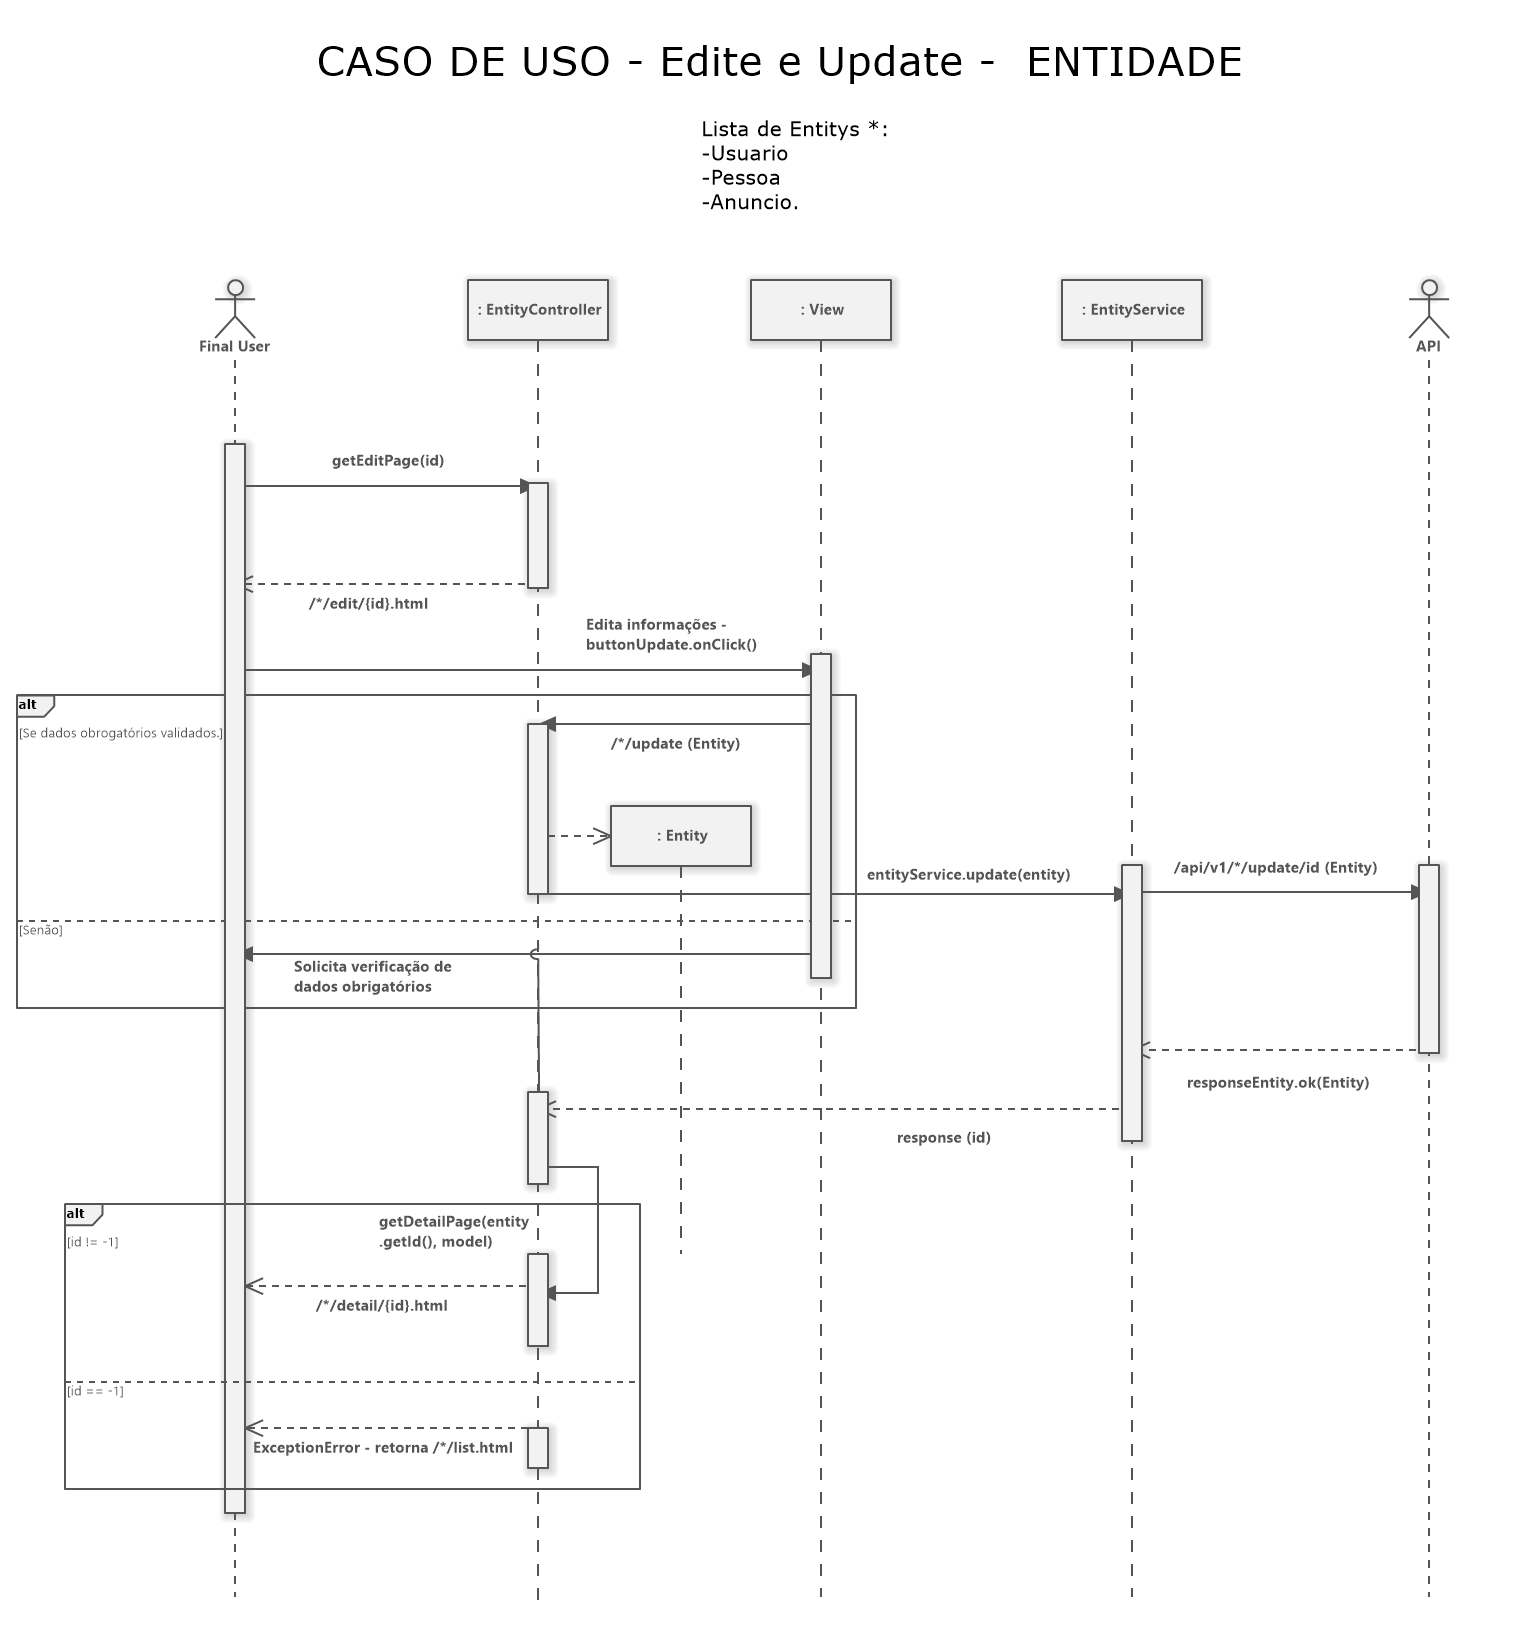 CASO DE USO - Edite e Update -  ENTIDADE
Lista de Entitys *:
-Usuario
-Pessoa
-Anuncio.
Final User
: EntityController
: View
: EntityService
API
getEditPage(id)
/*/edit/{id}.html
Edita informações -
buttonUpdate.onClick()
alt
[Se dados obrogatórios validados.]
/*/update (Entity)
: Entity
entityService.update(entity)
/api/v1/*/update/id (Entity)
[Senão]
Solicita verificação de
dados obrigatórios
responseEntity.ok(Entity)
response (id)
alt
[id != -1]
getDetailPage(entity
.getId(), model)
/*/detail/{id}.html
[id == -1]
ExceptionError - retorna /*/list.html